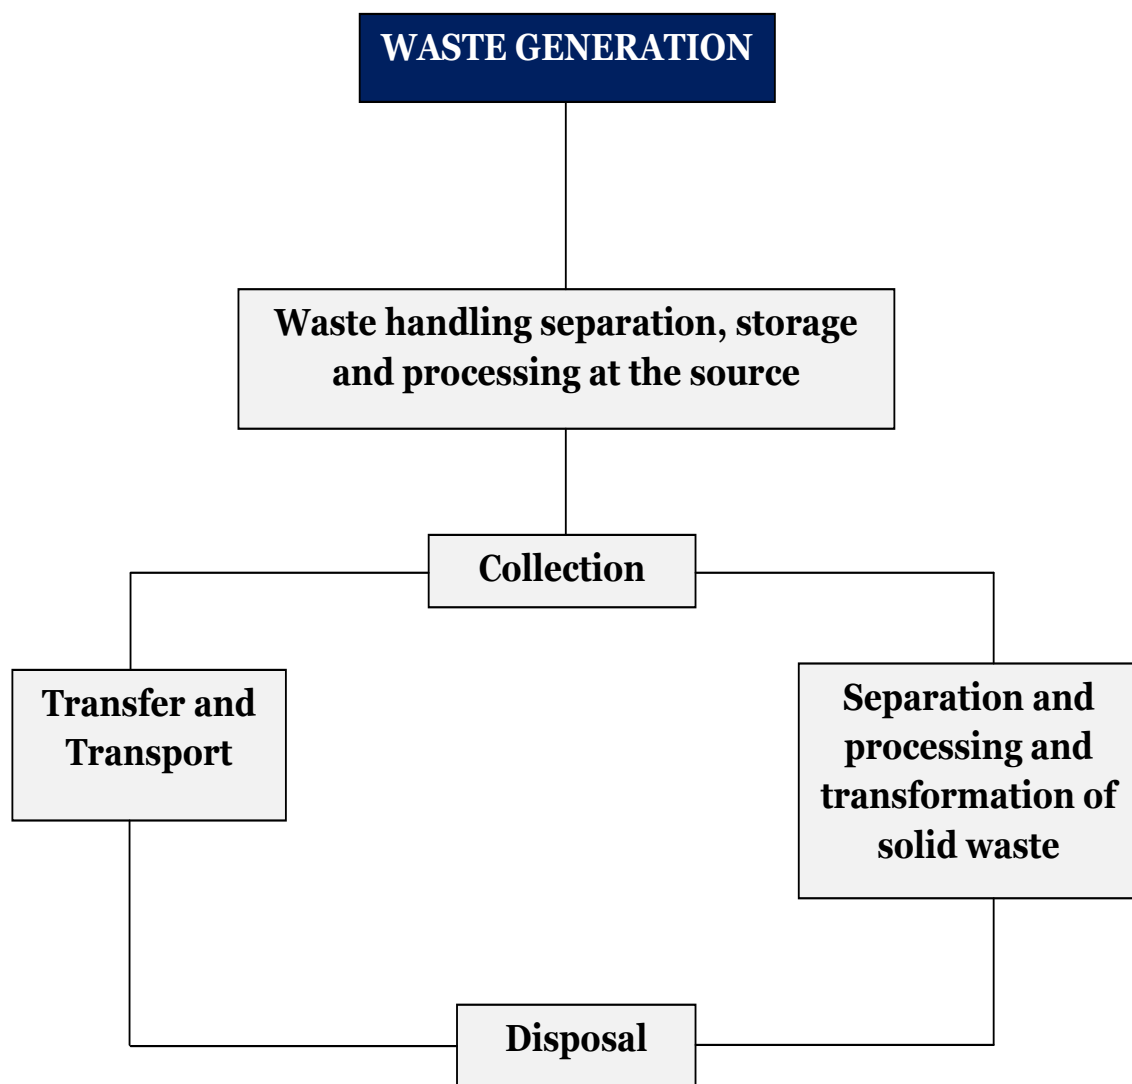 WASTE GENERATION
Waste handling separation, storage
and processing at the source
Collection
Transfer and
Transport
Separation and
processing and
transformation of
solid waste
Disposal